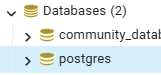 Databases (2)
community_datab
postgres